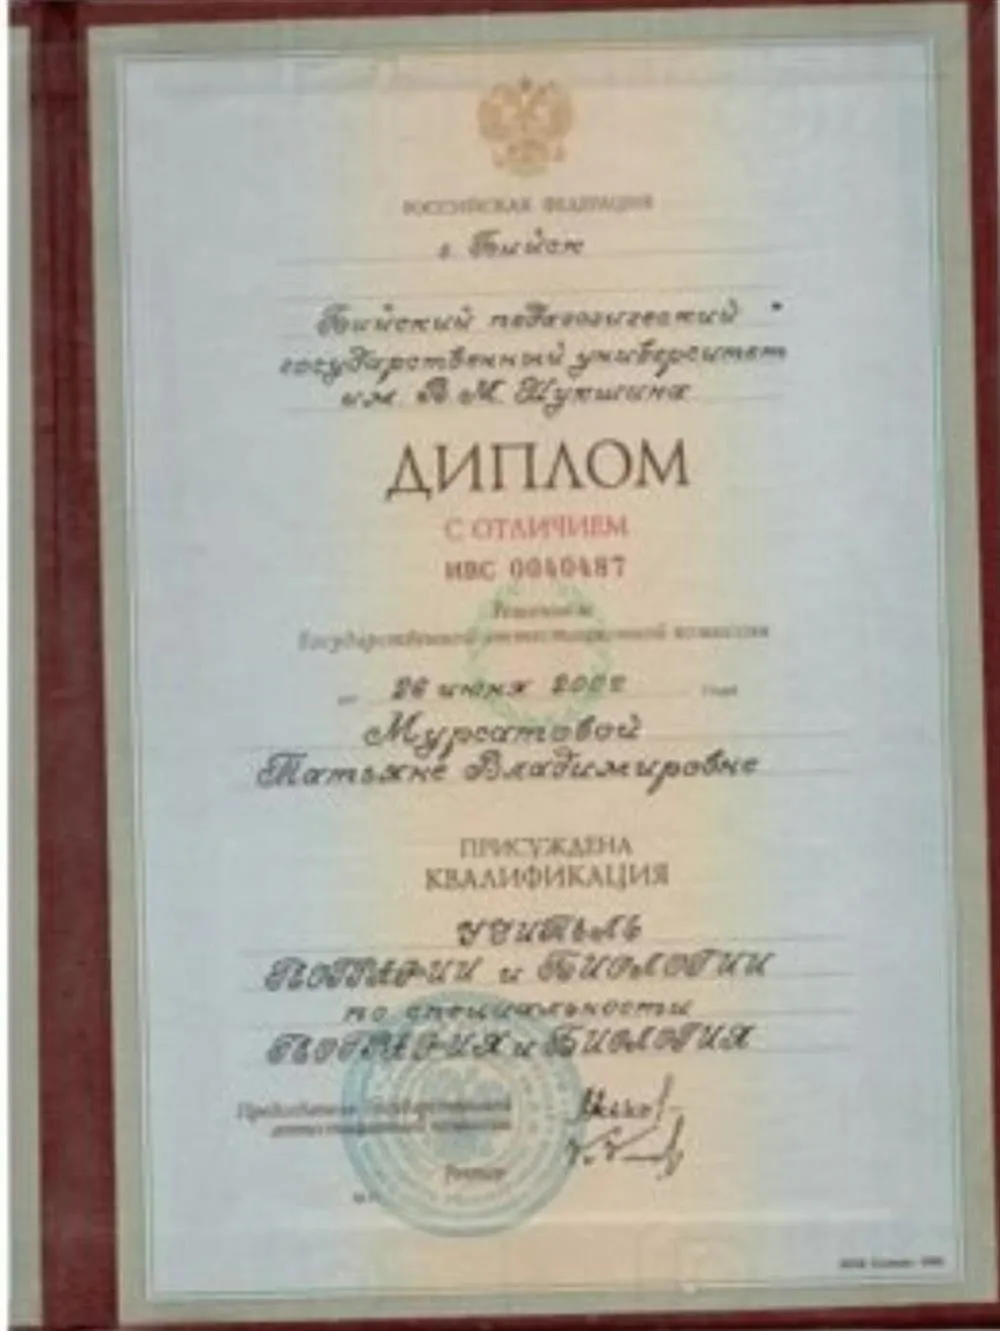 РОССИЙСКАЯ ФЕДЕРАЦИЯ
г. Бийск
Бийский педагогический
государственный университет
им. В.М. Шукшина
ДИПЛОМ
С ОТЛИЧИЕМ
ИВС 0040487
Решением
Государственной аттестационной комиссии
от 26 июня 2002 года
Мурсатовой
Татьяне Владимировне
ПРИСУЖДЕНА
КВАЛИФИКАЦИЯ
УЧИТЕЛЬ
ГЕОГРАФИИ и БИОЛОГИИ
по специальности
ГЕОГРАФИЯ и БИОЛОГИЯ
Председатель Государственной
аттестационной комиссии
Ректор